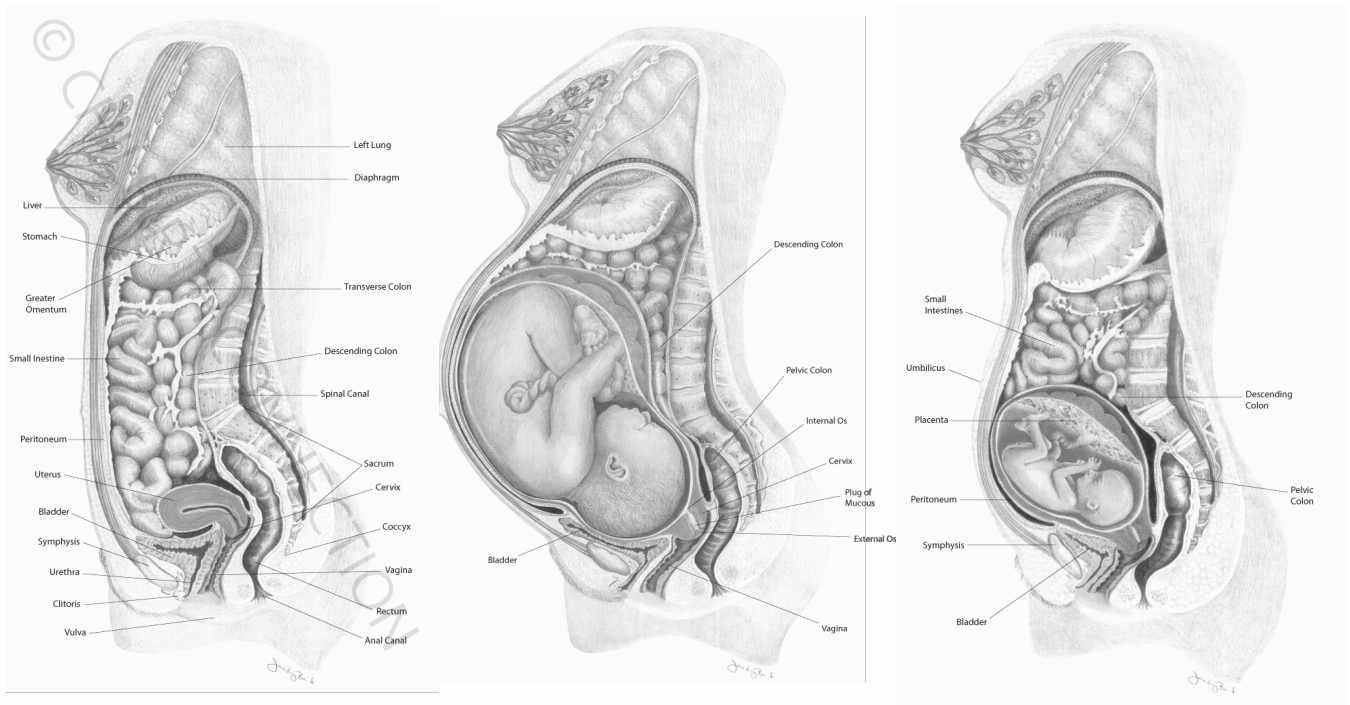 Left Lung
Diaphragm
Liver
Stomach
Greater
Omentum
Transverse Colon
Small Inestine
Descending Colon
Spinal Canal
Peritoneum
Sacrum
Uterus
Cervix
Bladder
Coccyx
Symphysis
Urethra
Vagina
Clitoris
Rectum
Vulva
Anal Canal
Descending Colon
Pelvic Colon
Internal Os
Cervix
Plug of
Mucous
External Os
Bladder
Vagina
Small
Intestines
Umbilicus
Descending
Colon
Placenta
Pelvic
Colon
Peritoneum
Symphysis
Bladder